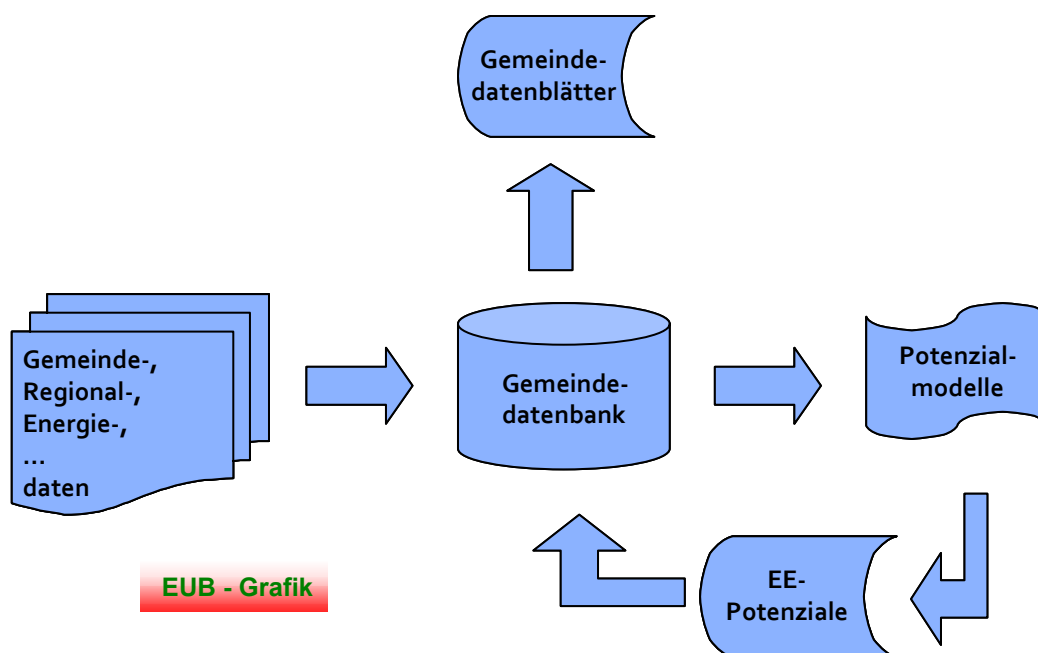 Gemeinde-
datenblätter
Gemeinde-,
Regional-,
Energie-,
...
daten
Gemeinde-
datenbank
Potenzial-
modelle
EE-
Potenziale
EUB - Grafik